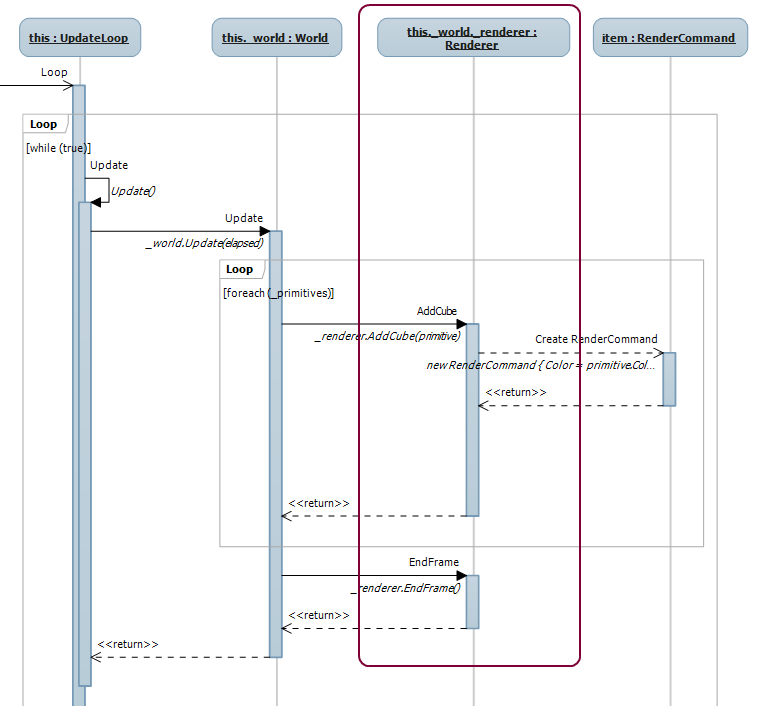 this : UpdateLoop
this._world : World
this._world._renderer :
Renderer
item : RenderCommand
Loop
Loop
[while (true)]
Update
Update()
Update
_world.Update(elapsed)
Loop
[foreach (_primitives)]
AddCube
_renderer.AddCube(primitive)
Create RenderCommand
new RenderCommand { Color = primitive.Col...
<<return>>
<<return>>
EndFrame
_renderer.EndFrame()
<<return>>
<<return>>